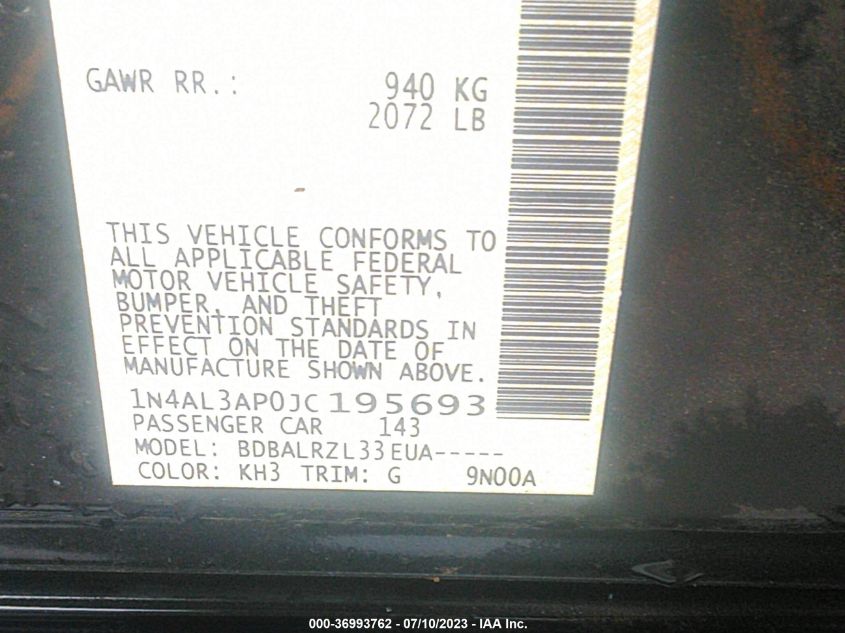 GAWR RR.: 940 KG
2072 LB
THIS VEHICLE CONFORMS TO
ALL APPLICABLE FEDERAL
MOTOR VEHICLE SAFETY,
BUMPER, AND THEFT
PREVENTION STANDARDS IN
EFFECT ON THE DATE OF
MANUFACTURE SHOWN ABOVE.
1N4AL3AP0JC195693
PASSENGER CAR 143
MODEL: BDBALRZL33EUA-----
COLOR: KH3 TRIM: G 9N00A
000-36993762 - 07/10/2023 - IAA Inc.